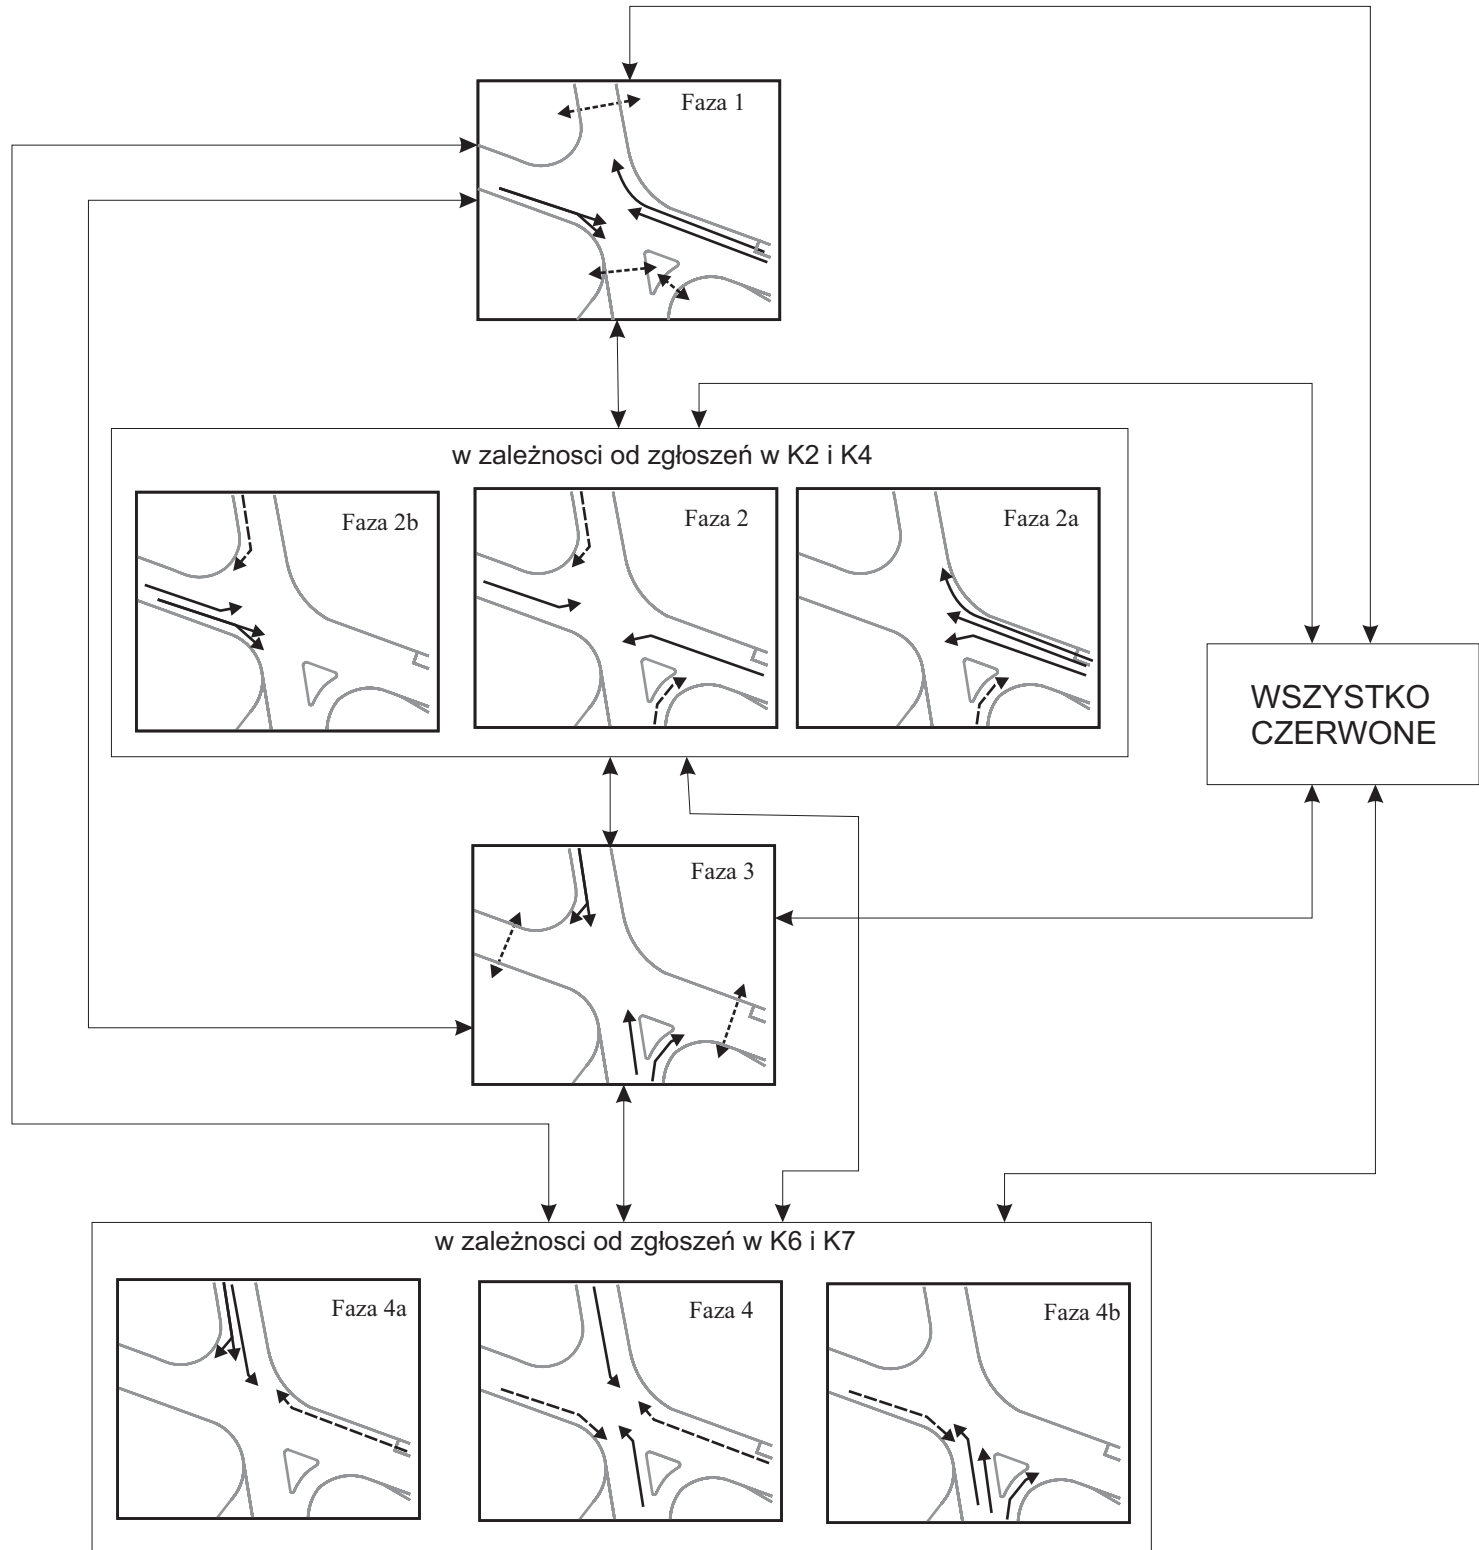 Faza 1
w zależnosci od zgłoszeń w K2 i K4
Faza 2b
Faza 2
Faza 2a
WSZYSTKO
CZERWONE
Faza 3
w zależnosci od zgłoszeń w K6 i K7
Faza 4a
Faza 4
Faza 4b